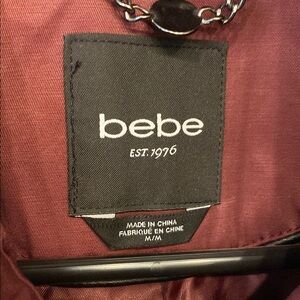 bebe
EST. 1976
MADE IN CHINA
FABRIQUÉ EN CHINE
M/M